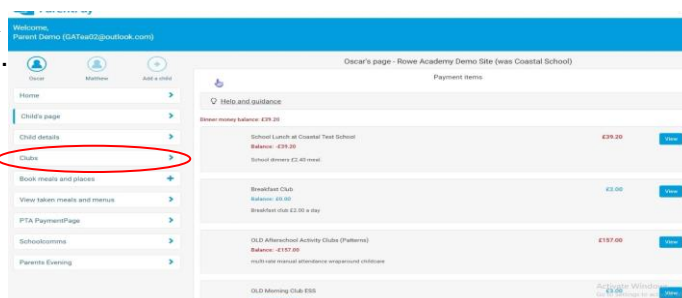 Welcome,
Parent Demo (GATea02@outlook.com)
Oscar
Matthew
Add a child
Home
Child's page
Child details
Clubs
Book meals and places
View taken meals and menus
PTA PaymentPage
Schoolcomms
Parents Evening
Oscar's page - Rowe Academy Demo Site (was Coastal School)
Payment items
Help and guidance
Dinner money balance: £39.20
School Lunch at Coastal Test School
£39.20
View
Balance: -£39.20
School dinners £2.40 meal
Breakfast Club
£5.00
View
Balance: £0.00
Breakfast club £2.00 a day
OLD Afterschool Activity Clubs (Patterns)
£157.00
View
Balance: -£157.00
multi-rate manual attendance wraparound childcare
OLD Morning Club ESS
£5.00
View
Activate Windows